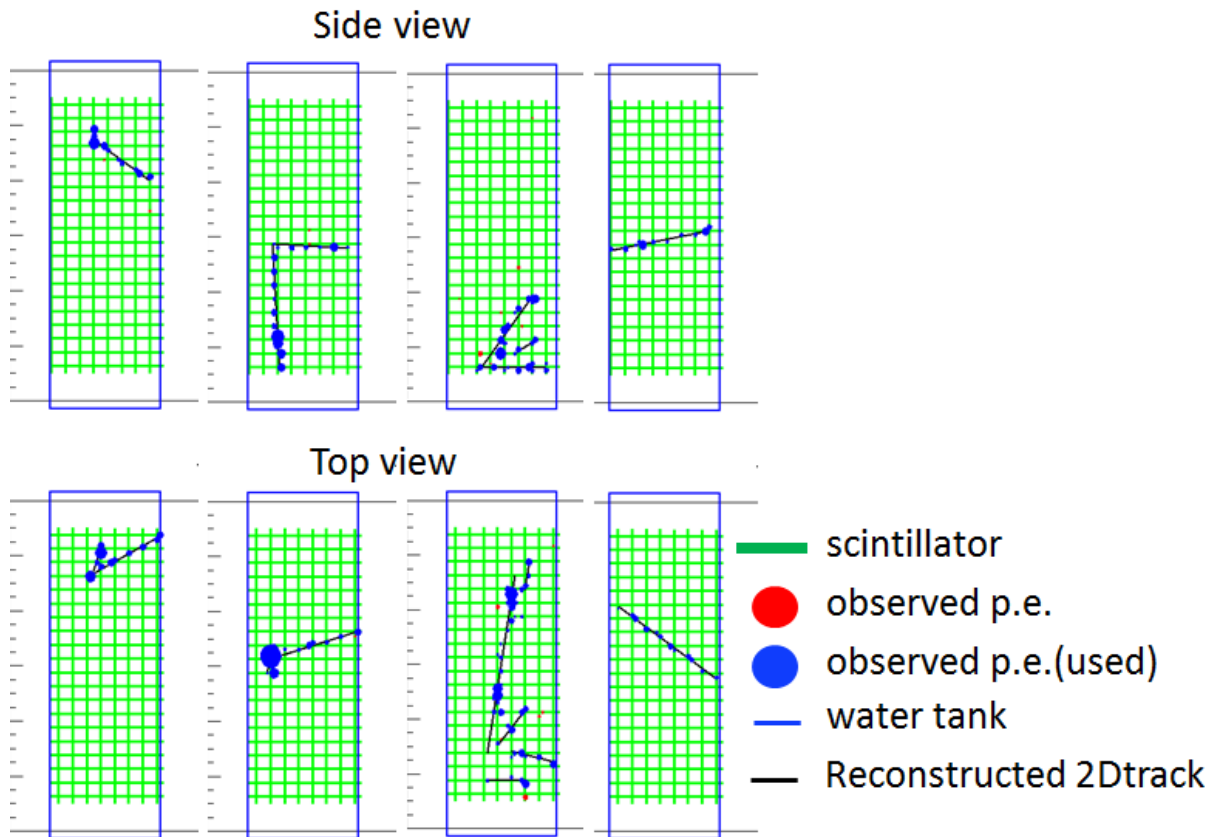 Side view
Top view
scintillator
observed p.e.
observed p.e.(used)
water tank
Reconstructed 2Dtrack